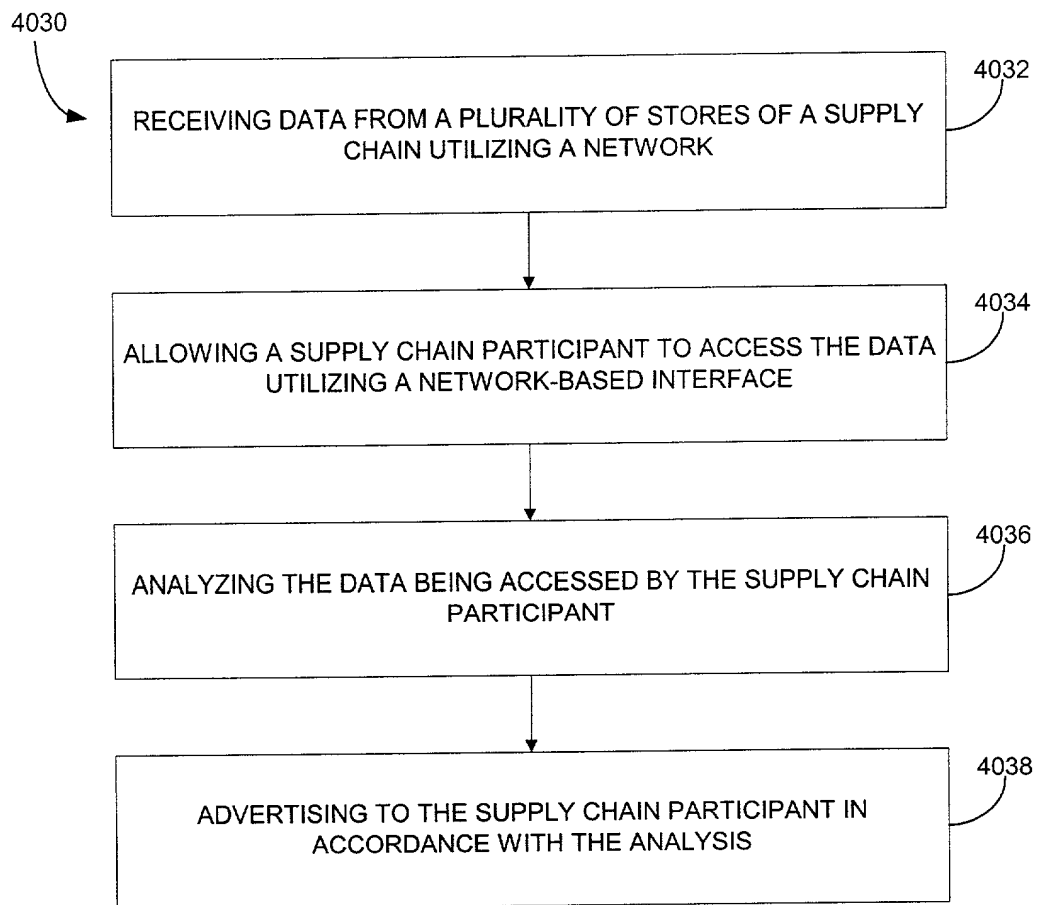 4030
4032
RECEIVING DATA FROM A PLURALITY OF STORES OF A SUPPLY
CHAIN UTILIZING A NETWORK
4034
ALLOWING A SUPPLY CHAIN PARTICIPANT TO ACCESS THE DATA
UTILIZING A NETWORK-BASED INTERFACE
4036
ANALYZING THE DATA BEING ACCESSED BY THE SUPPLY CHAIN
PARTICIPANT
4038
ADVERTISING TO THE SUPPLY CHAIN PARTICIPANT IN
ACCORDANCE WITH THE ANALYSIS